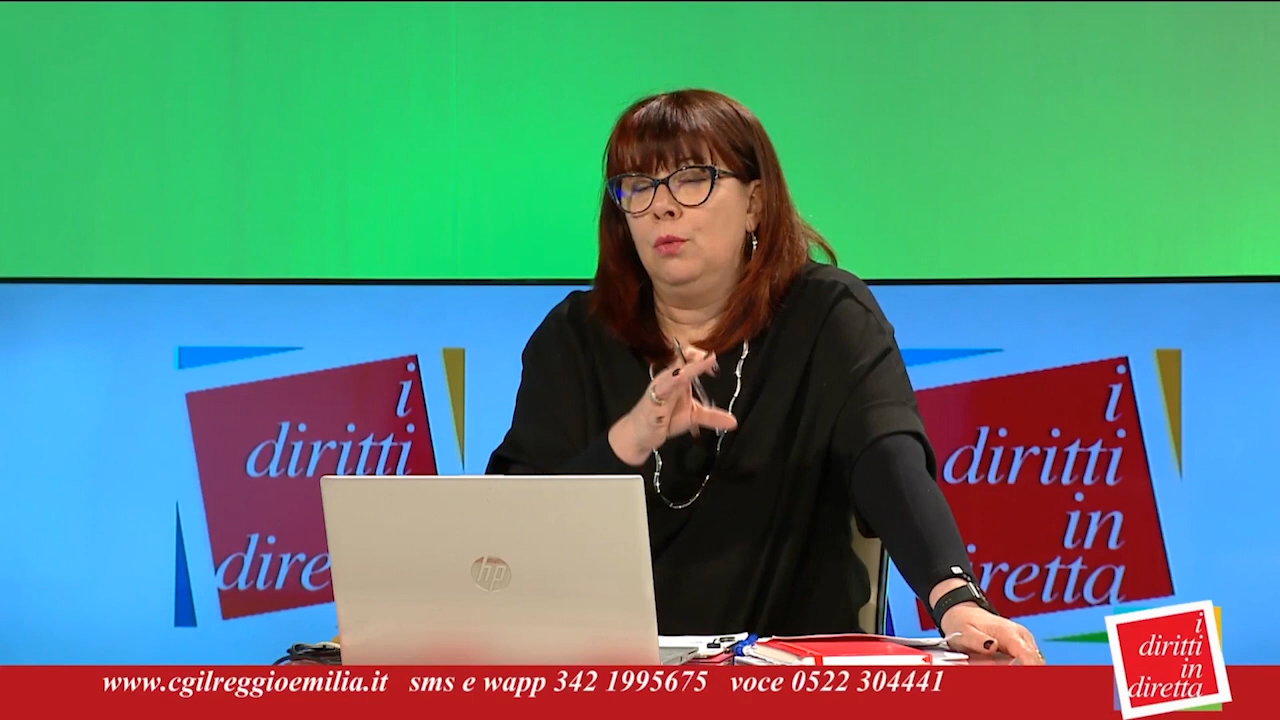 i
diritti
dire
hp
i
diritti
in
iretta
i
diritti
in
diretta
www.cgilreggioemilia.it sms e wapp 342 1995675 voce 0522 304441